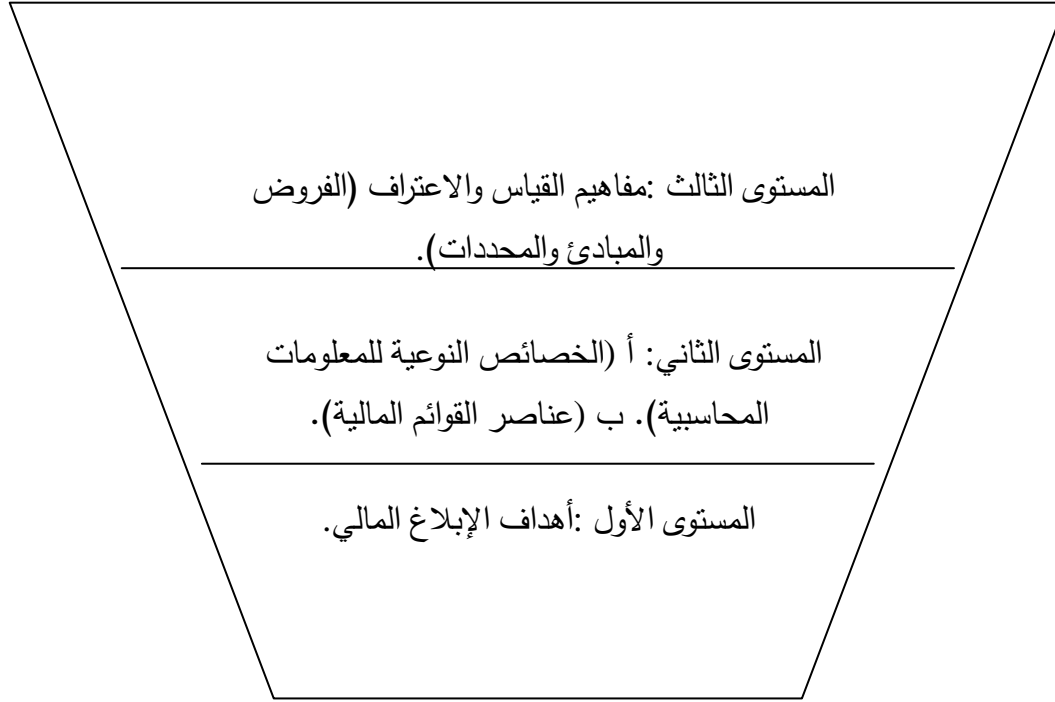 المستوى الثالث :مفاهيم القياس والاعتراف (الفروض
والمبادئ والمحددات).
المستوى الثاني: أ (الخصائص النوعية للمعلومات
المحاسبية). ب (عناصر القوائم المالية).
المستوى الأول :أهداف الإبلاغ المالي.